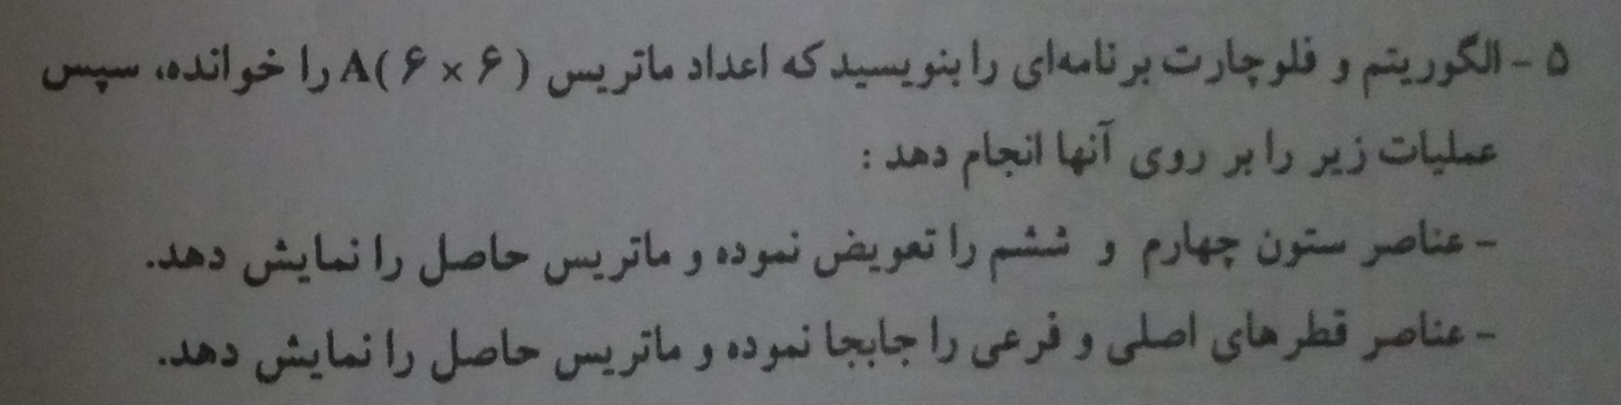 ۵ - الگوریتم و فلوچارت برنامه‌ای را بنویسید که اعداد ماتریس A(۶ × ۶) را خوانده، سپس
عملیات زیر را بر روی آنها انجام دهد :
- عناصر ستون چهارم و ششم را تعویض نموده و ماتریس حاصل را نمایش دهد.
- عناصر قطرهای اصلی و فرعی را جابجا نموده و ماتریس حاصل را نمایش دهد.